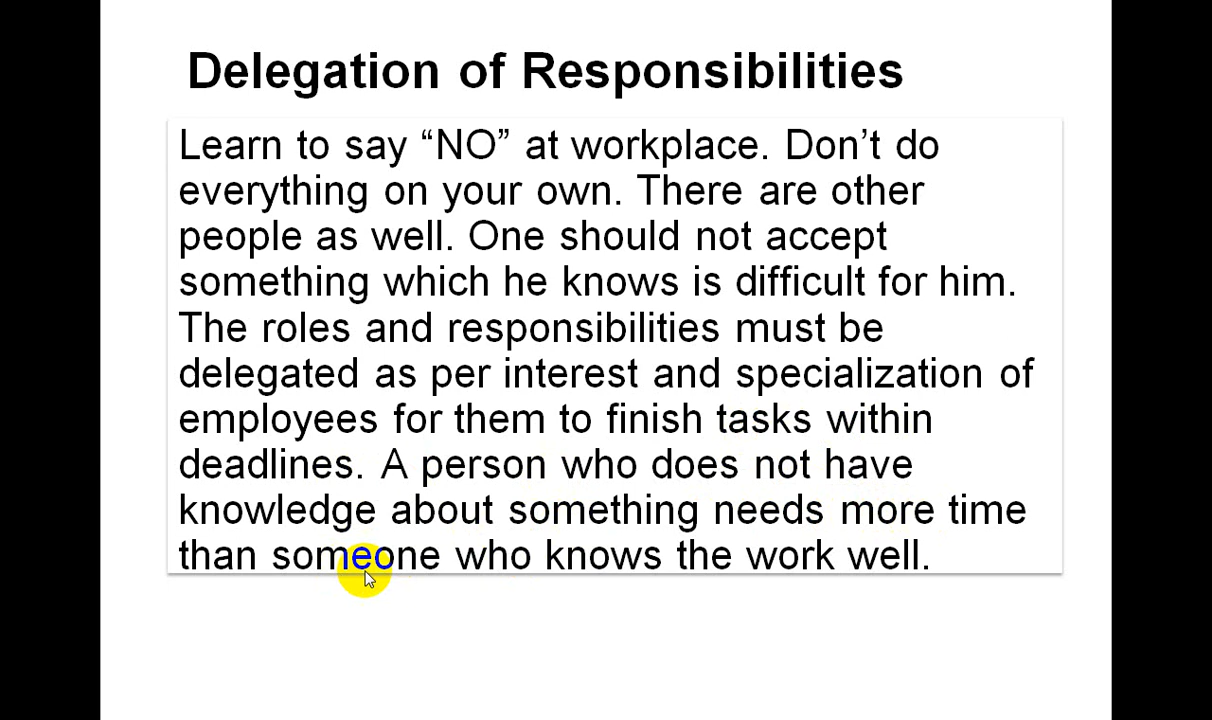 Delegation of Responsibilities
Learn to say “NO” at workplace. Don’t do
everything on your own. There are other
people as well. One should not accept
something which he knows is difficult for him.
The roles and responsibilities must be
delegated as per interest and specialization of
employees for them to finish tasks within
deadlines. A person who does not have
knowledge about something needs more time
than someone who knows the work well.